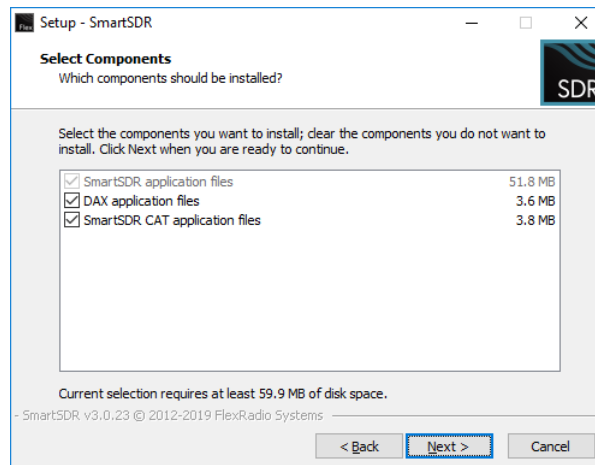 Flex
Setup - SmartSDR
Select Components
Which components should be installed?
SDR
Select the components you want to install; clear the components you do not want to
install. Click Next when you are ready to continue.
SmartSDR application files 51.8 MB
DAX application files 3.6 MB
SmartSDR CAT application files 3.8 MB
Current selection requires at least 59.9 MB of disk space.
- SmartSDR v3.0.23 © 2012-2019 FlexRadio Systems
< Back Next > Cancel